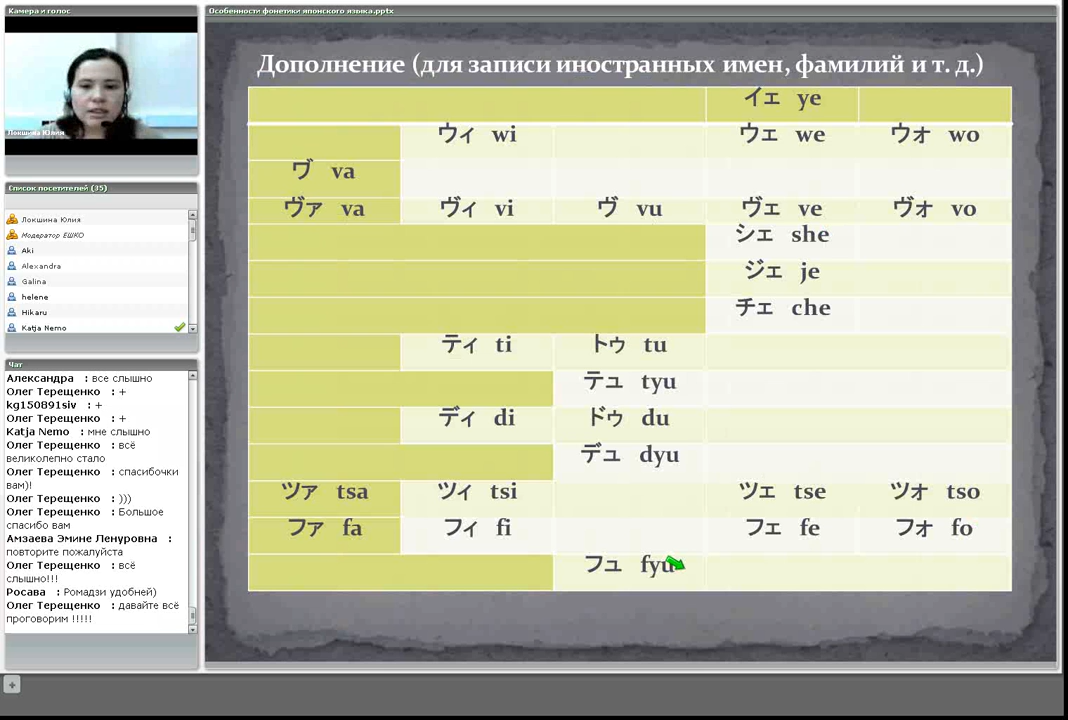 Камера и голос
Локшина Юлия
Список посетителей (35)
Локшина Юлия
Модератор ЕШКО
Aki
Alexandra
Galina
helene
Hikaru
Katja Nemo
Чат
Александра : все слышно
Олег Терещенко : +
kg150891siv : +
Олег Терещенко : +
Katja Nemo : мне слышно
Олег Терещенко : всё
великолепно стало
Олег Терещенко : спасибочки
вам)!
Олег Терещенко : )))
Олег Терещенко : Большое
спасибо вам
Амзаева Эмине Ленуровна :
повторите пожалуйста
Олег Терещенко : всё
слышно!!!
Росава : Ромадзи удобней)
Олег Терещенко : давайте всё
проговорим !!!!!
Особенности фонетики японского языка.pptx
Дополнение (для записи иностранных имен, фамилий и т. д.)
イェ ye
ウィ wi ウェ we ウォ wo
ヴ va
ヴァ va ヴィ vi ヴ vu ヴェ ve ヴォ vo
シェ she
ジェ je
チェ che
ティ ti トゥ tu
テュ tyu
ディ di ドゥ du
デュ dyu
ツァ tsa ツィ tsi ツェ tse ツォ tso
ファ fa フィ fi フェ fe フォ fo
フュ fyu